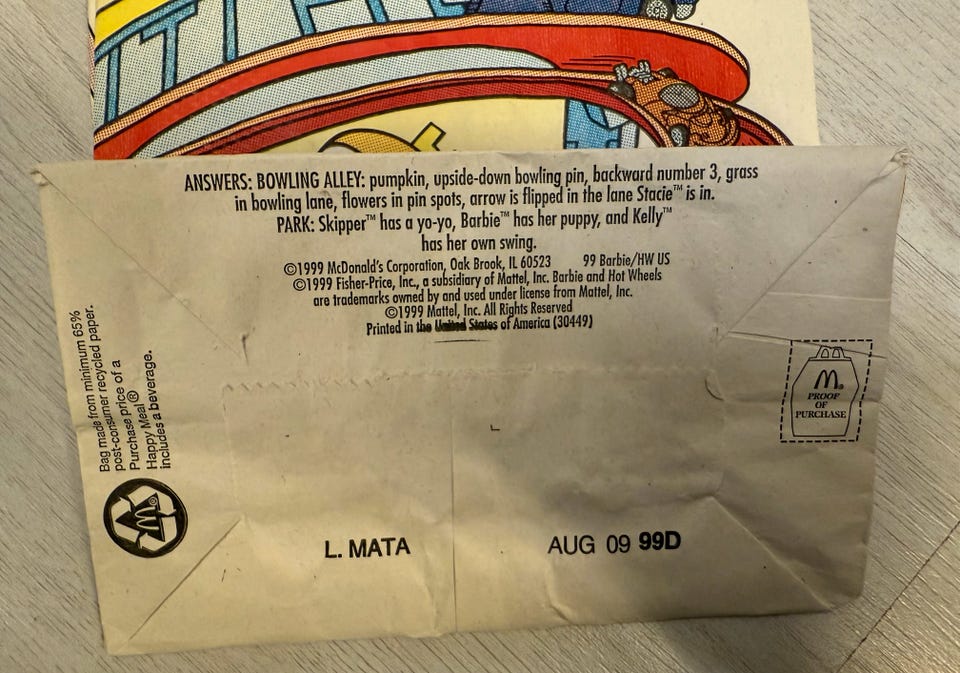 ANSWERS: BOWLING ALLEY: pumpkin, upside-down bowling pin, backward number 3, grass
in bowling lane, flowers in pin spots, arrow is flipped in the lane Stacie™ is in.
PARK: Skipper™ has a yo-yo, Barbie™ has her puppy, and Kelly™
has her own swing.
©1999 McDonald's Corporation, Oak Brook, IL 60523 99 Barbie/HW US
©1999 Fisher-Price, Inc., a subsidiary of Mattel, Inc. Barbie and Hot Wheels
are trademarks owned by and used under license from Mattel, Inc.
©1999 Mattel, Inc. All Rights Reserved
Printed in the United States of America (30449)
Bag made from minimum 65%
post-consumer recycled paper.
Purchase price of a
Happy Meal®
includes a beverage.
M®
PROOF
OF
PURCHASE
M®
L. MATA
AUG 09 99D